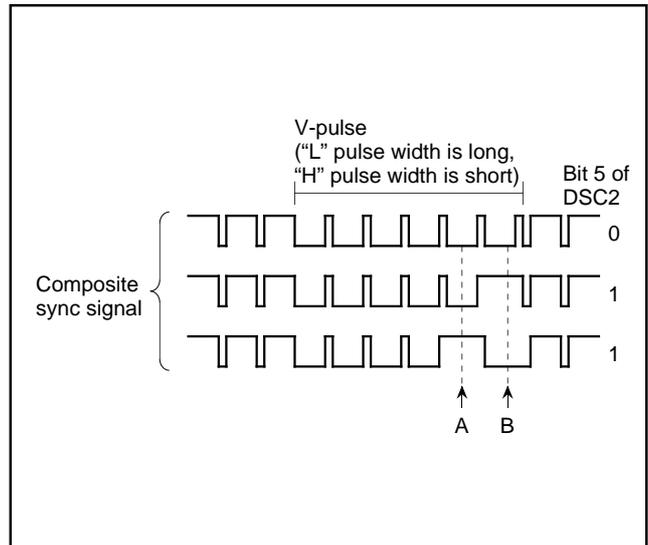 V-pulse
(“L” pulse width is long,
“H” pulse width is short)
Bit 5 of
DSC2
0
Composite
sync signal
1
1
A B